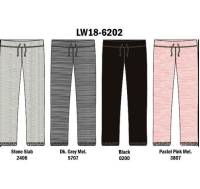 LW18-6202
Stone Slub Dk. Grey Mel. Black Pastel Pink Mel.
2406 5707 0200 3807